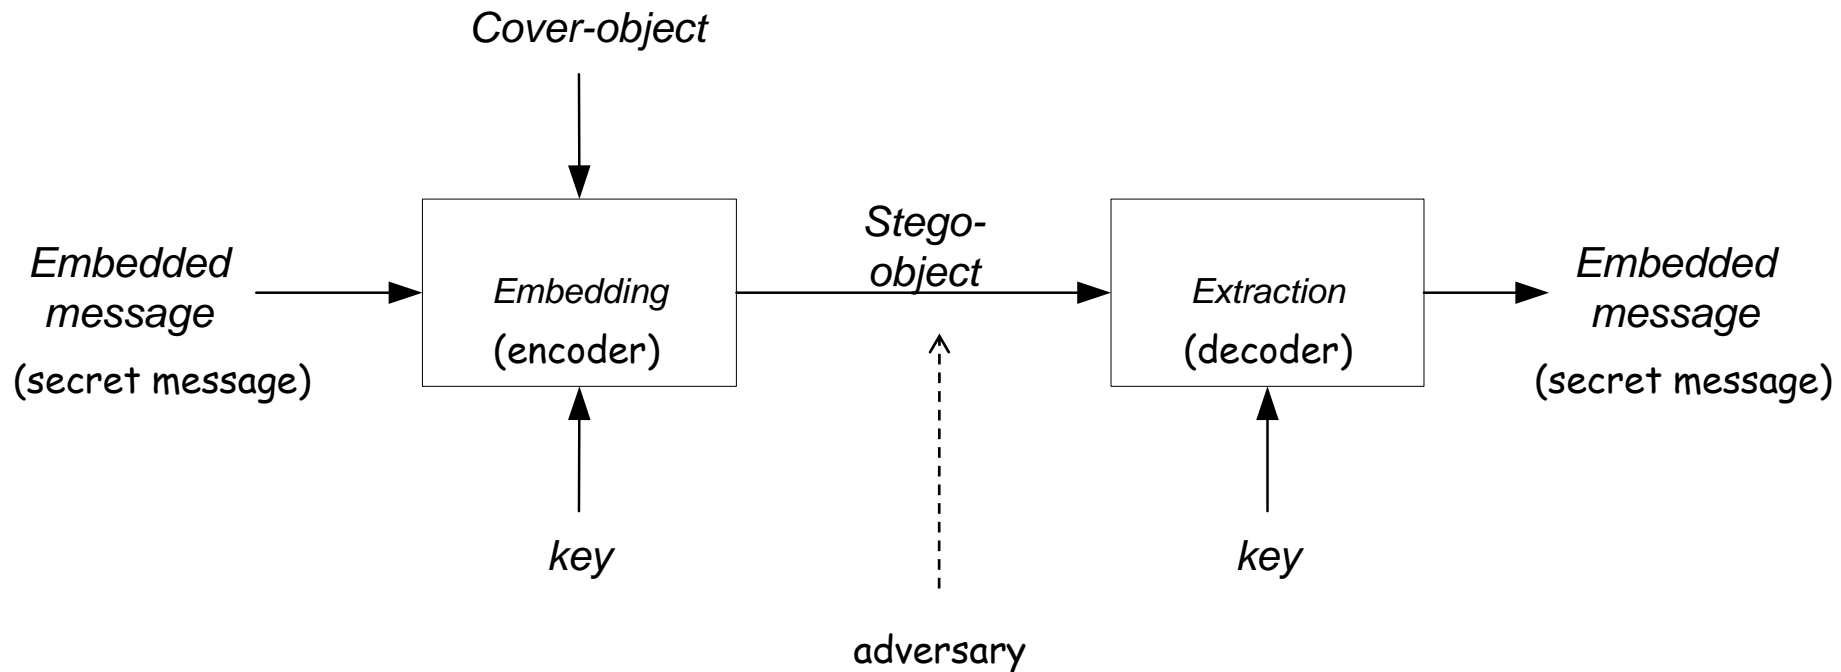 Cover-object
Embedded
message
(secret message)
Embedding
(encoder)
Stego-
object
Extraction
(decoder)
Embedded
message
(secret message)
key
key
adversary